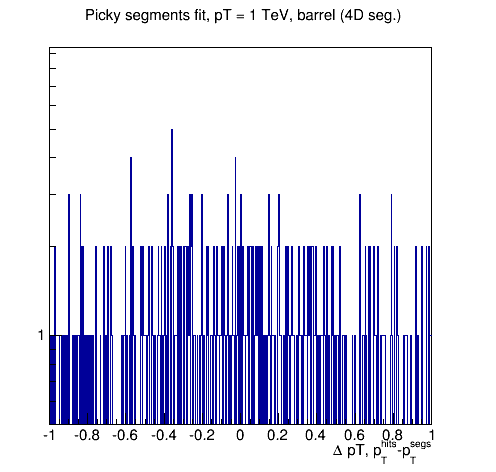 Picky segments fit, pT = 1 TeV, barrel (4D seg.)
1
-1 -0.8 -0.6 -0.4 -0.2 0 0.2 0.4 0.6 0.8 1
Δ pT, p_T^hits-p_T^segs